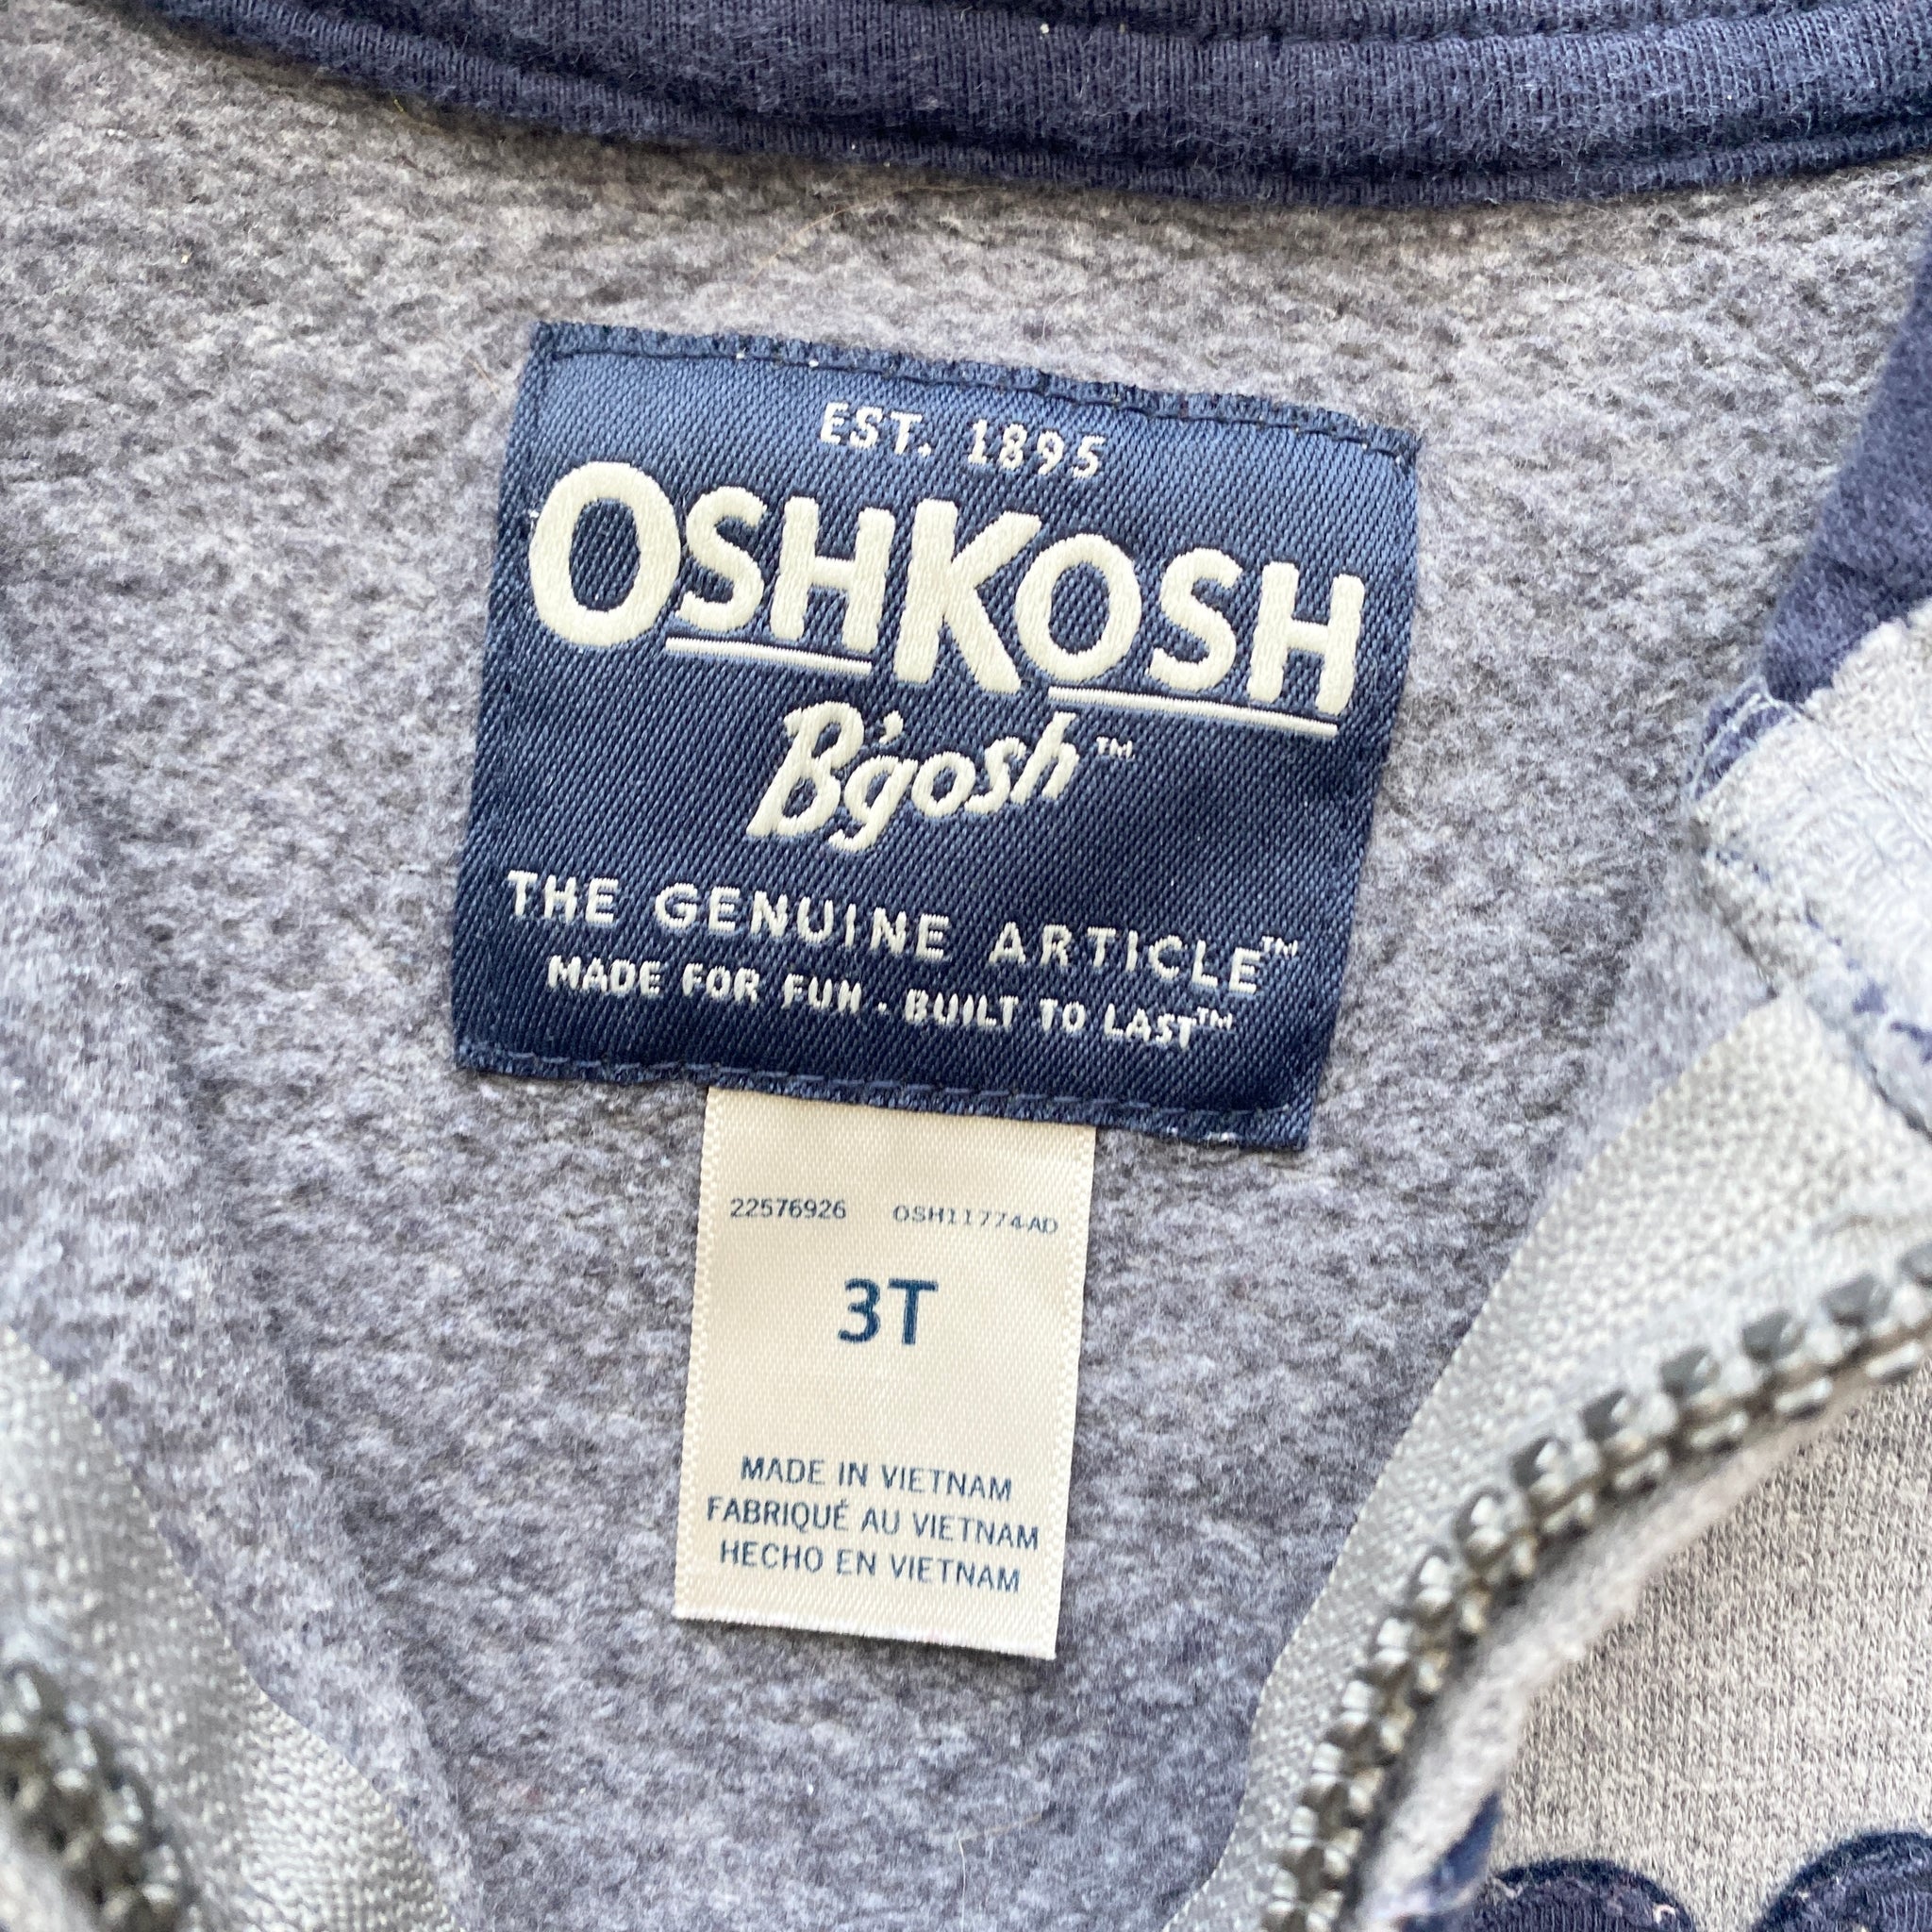 EST. 1895
OSHKOSH
B'gosh™
THE GENUINE ARTICLE™
MADE FOR FUN • BUILT TO LAST™
22576926 OSH11774AD
3T
MADE IN VIETNAM
FABRIQUÉ AU VIETNAM
HECHO EN VIETNAM